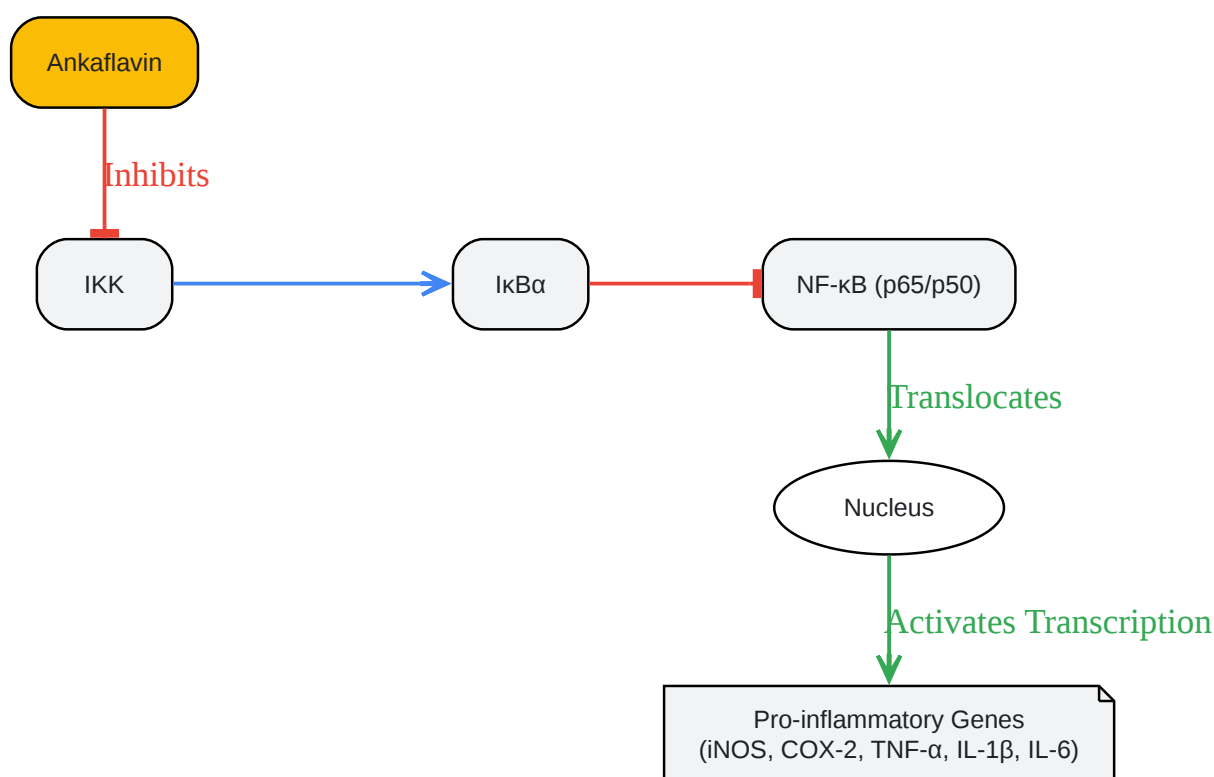 Ankaflavin
Inhibits
IKK
IκBα
NF-κB (p65/p50)
Translocates
Nucleus
Activates Transcription
Pro-inflammatory Genes
(iNOS, COX-2, TNF-α, IL-1β, IL-6)